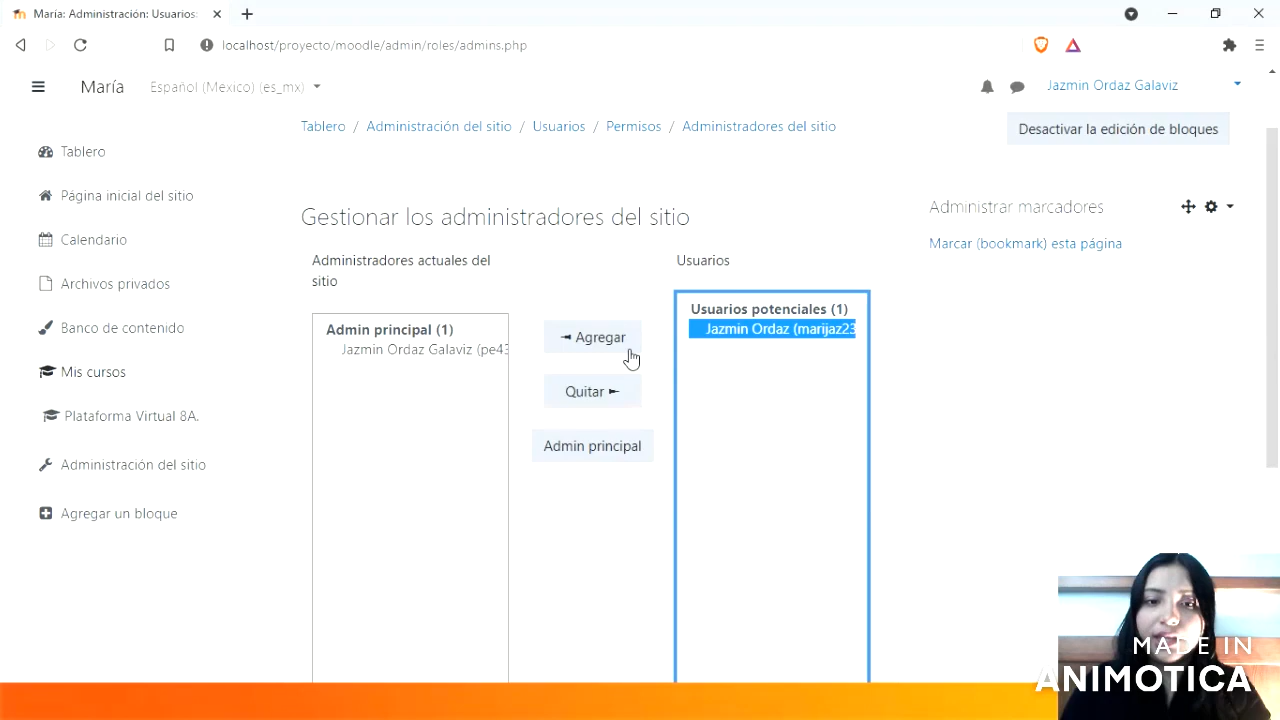 María: Administración: Usuarios:
localhost/proyecto/moodle/admin/roles/admins.php
María
Español (Mexico) (es_mx)
Jazmin Ordaz Galaviz
Tablero / Administración del sitio / Usuarios / Permisos / Administradores del sitio
Desactivar la edición de bloques
Tablero
Página inicial del sitio
Calendario
Archivos privados
Banco de contenido
Mis cursos
Plataforma Virtual 8A.
Administración del sitio
Agregar un bloque
Gestionar los administradores del sitio
Administradores actuales del
sitio
Admin principal (1)
Jazmin Ordaz Galaviz (pe43
Agregar
Quitar
Admin principal
Usuarios
Usuarios potenciales (1)
Jazmin Ordaz (marijaz23
Administrar marcadores
Marcar (bookmark) esta página
MADE IN
ANIMOTICA